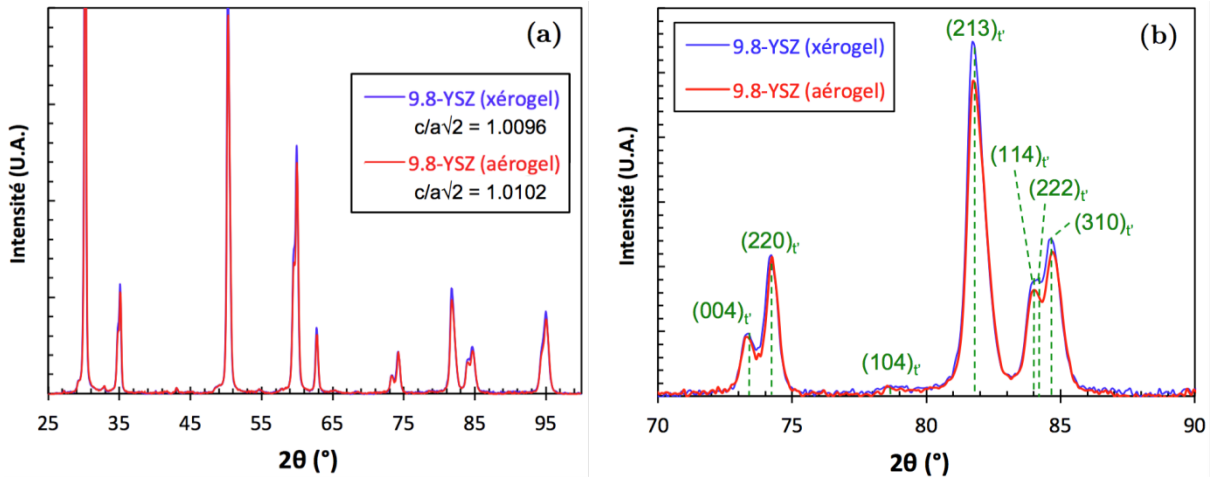 (a)
9.8-YSZ (xérogel)
c/a√2 = 1.0096
9.8-YSZ (aérogel)
c/a√2 = 1.0102
Intensité (U.A.)
25 35 45 55 65 75 85 95
2θ (°)
(b)
9.8-YSZ (xérogel)
9.8-YSZ (aérogel)
(213)t'
(114)t'
(222)t'
(310)t'
(220)t'
(004)t'
(104)t'
Intensité (U.A.)
70 75 80 85 90
2θ (°)